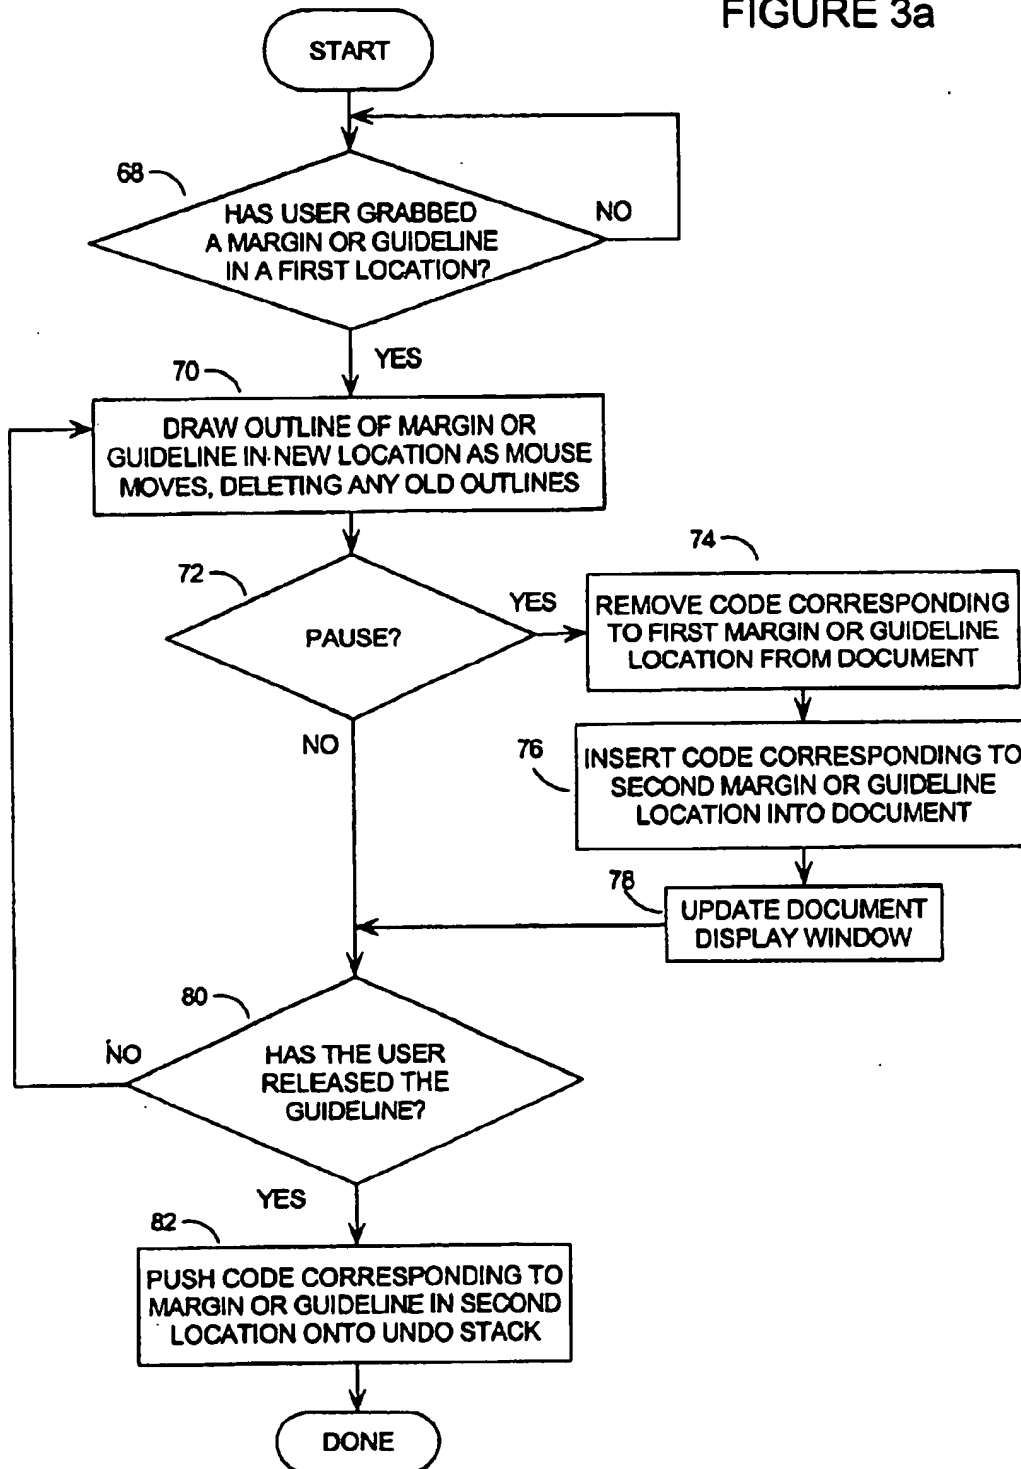 FIGURE 3a
START
68
HAS USER GRABBED
A MARGIN OR GUIDELINE
IN A FIRST LOCATION?
NO
YES
70
DRAW OUTLINE OF MARGIN OR
GUIDELINE IN NEW LOCATION AS MOUSE
MOVES, DELETING ANY OLD OUTLINES
72
PAUSE?
YES
74
REMOVE CODE CORRESPONDING
TO FIRST MARGIN OR GUIDELINE
LOCATION FROM DOCUMENT
NO
76
INSERT CODE CORRESPONDING TO
SECOND MARGIN OR GUIDELINE
LOCATION INTO DOCUMENT
78
UPDATE DOCUMENT
DISPLAY WINDOW
80
NO
HAS THE USER
RELEASED THE
GUIDELINE?
YES
82
PUSH CODE CORRESPONDING TO
MARGIN OR GUIDELINE IN SECOND
LOCATION ONTO UNDO STACK
DONE